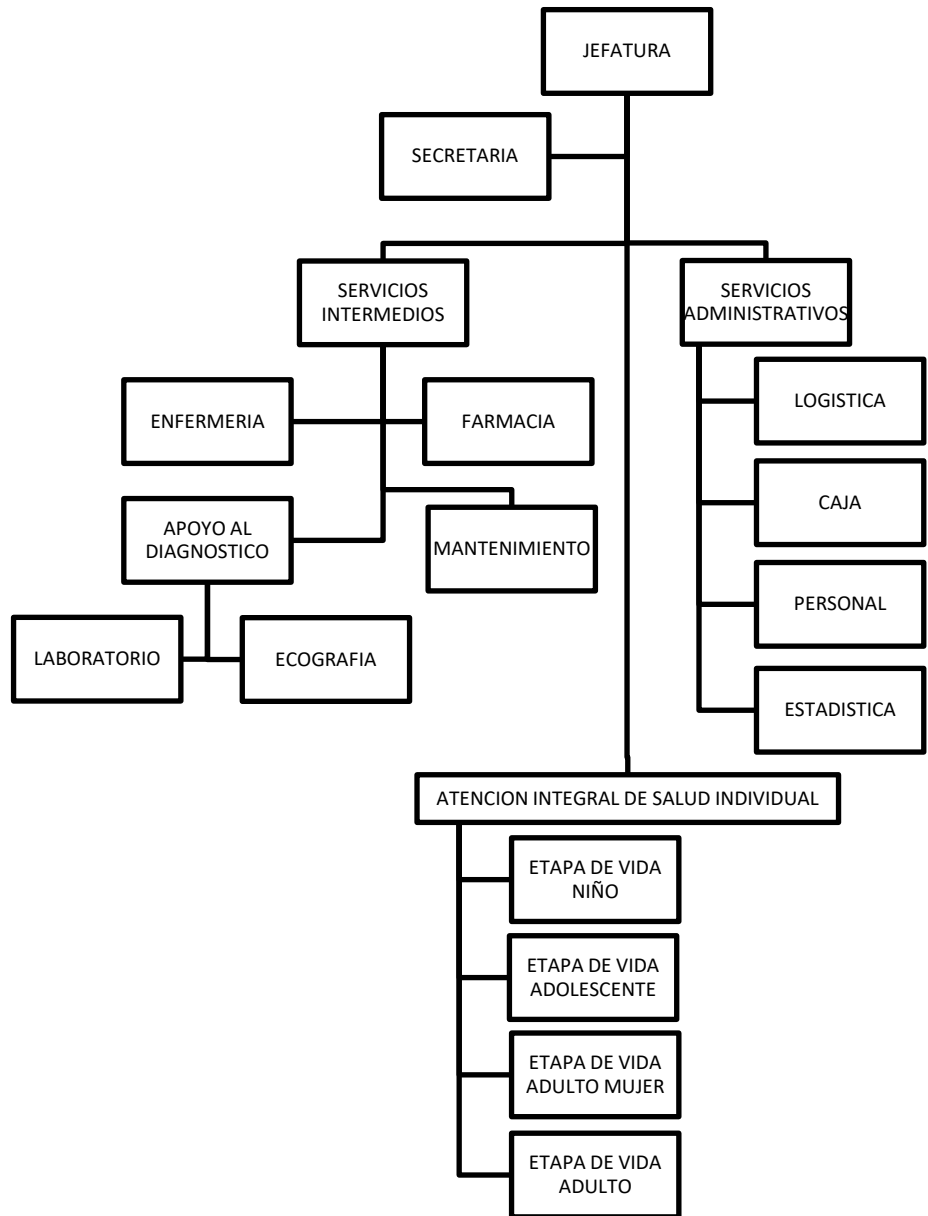 JEFATURA
SECRETARIA
SERVICIOS
INTERMEDIOS
SERVICIOS
ADMINISTRATIVOS
ENFERMERIA
FARMACIA
APOYO AL
DIAGNOSTICO
MANTENIMIENTO
LABORATORIO
ECOGRAFIA
LOGISTICA
CAJA
PERSONAL
ESTADISTICA
ATENCION INTEGRAL DE SALUD INDIVIDUAL
ETAPA DE VIDA
NIÑO
ETAPA DE VIDA
ADOLESCENTE
ETAPA DE VIDA
ADULTO MUJER
ETAPA DE VIDA
ADULTO